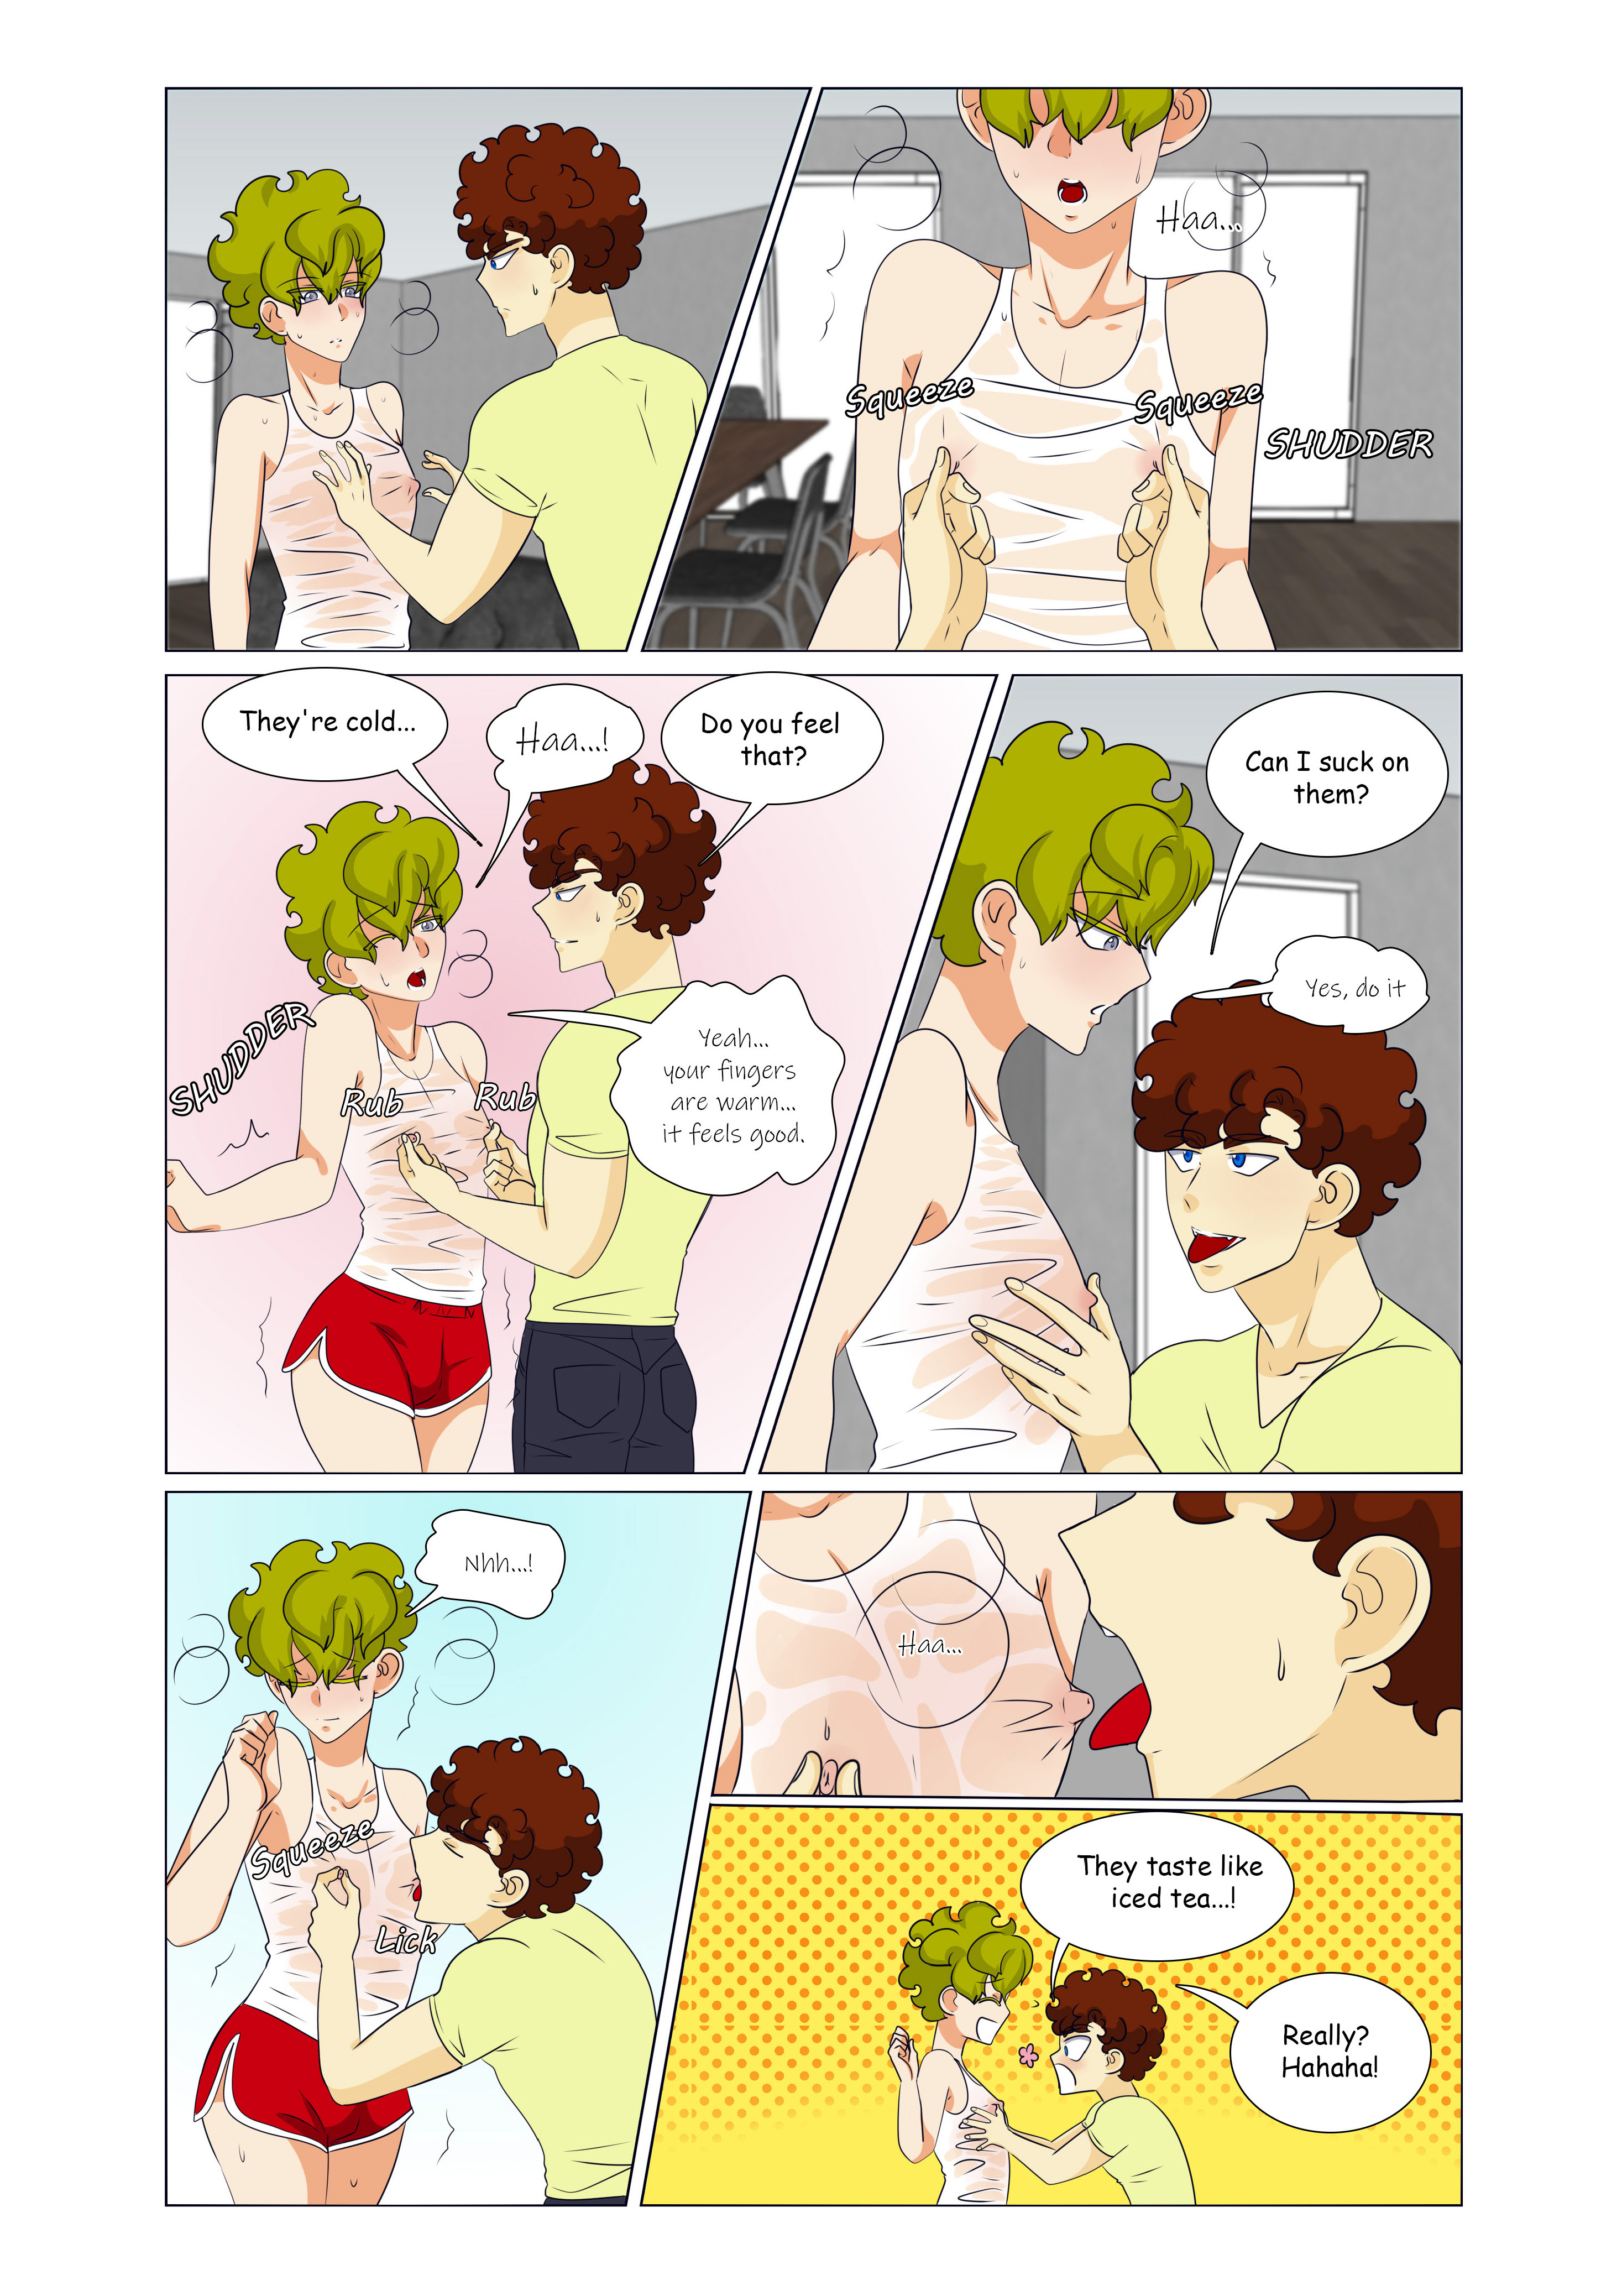 Haa...
Squeeze
Squeeze
SHUDDER
They're cold...
Haa...!
Do you feel
that?
SHUDDER
Rub
Rub
Yeah...
your fingers
are warm...
it feels good.
Can I suck on
them?
Yes, do it
Nhh...!
Squeeze
Lick
Haa...
They taste like
iced tea...!
Really?
Hahaha!